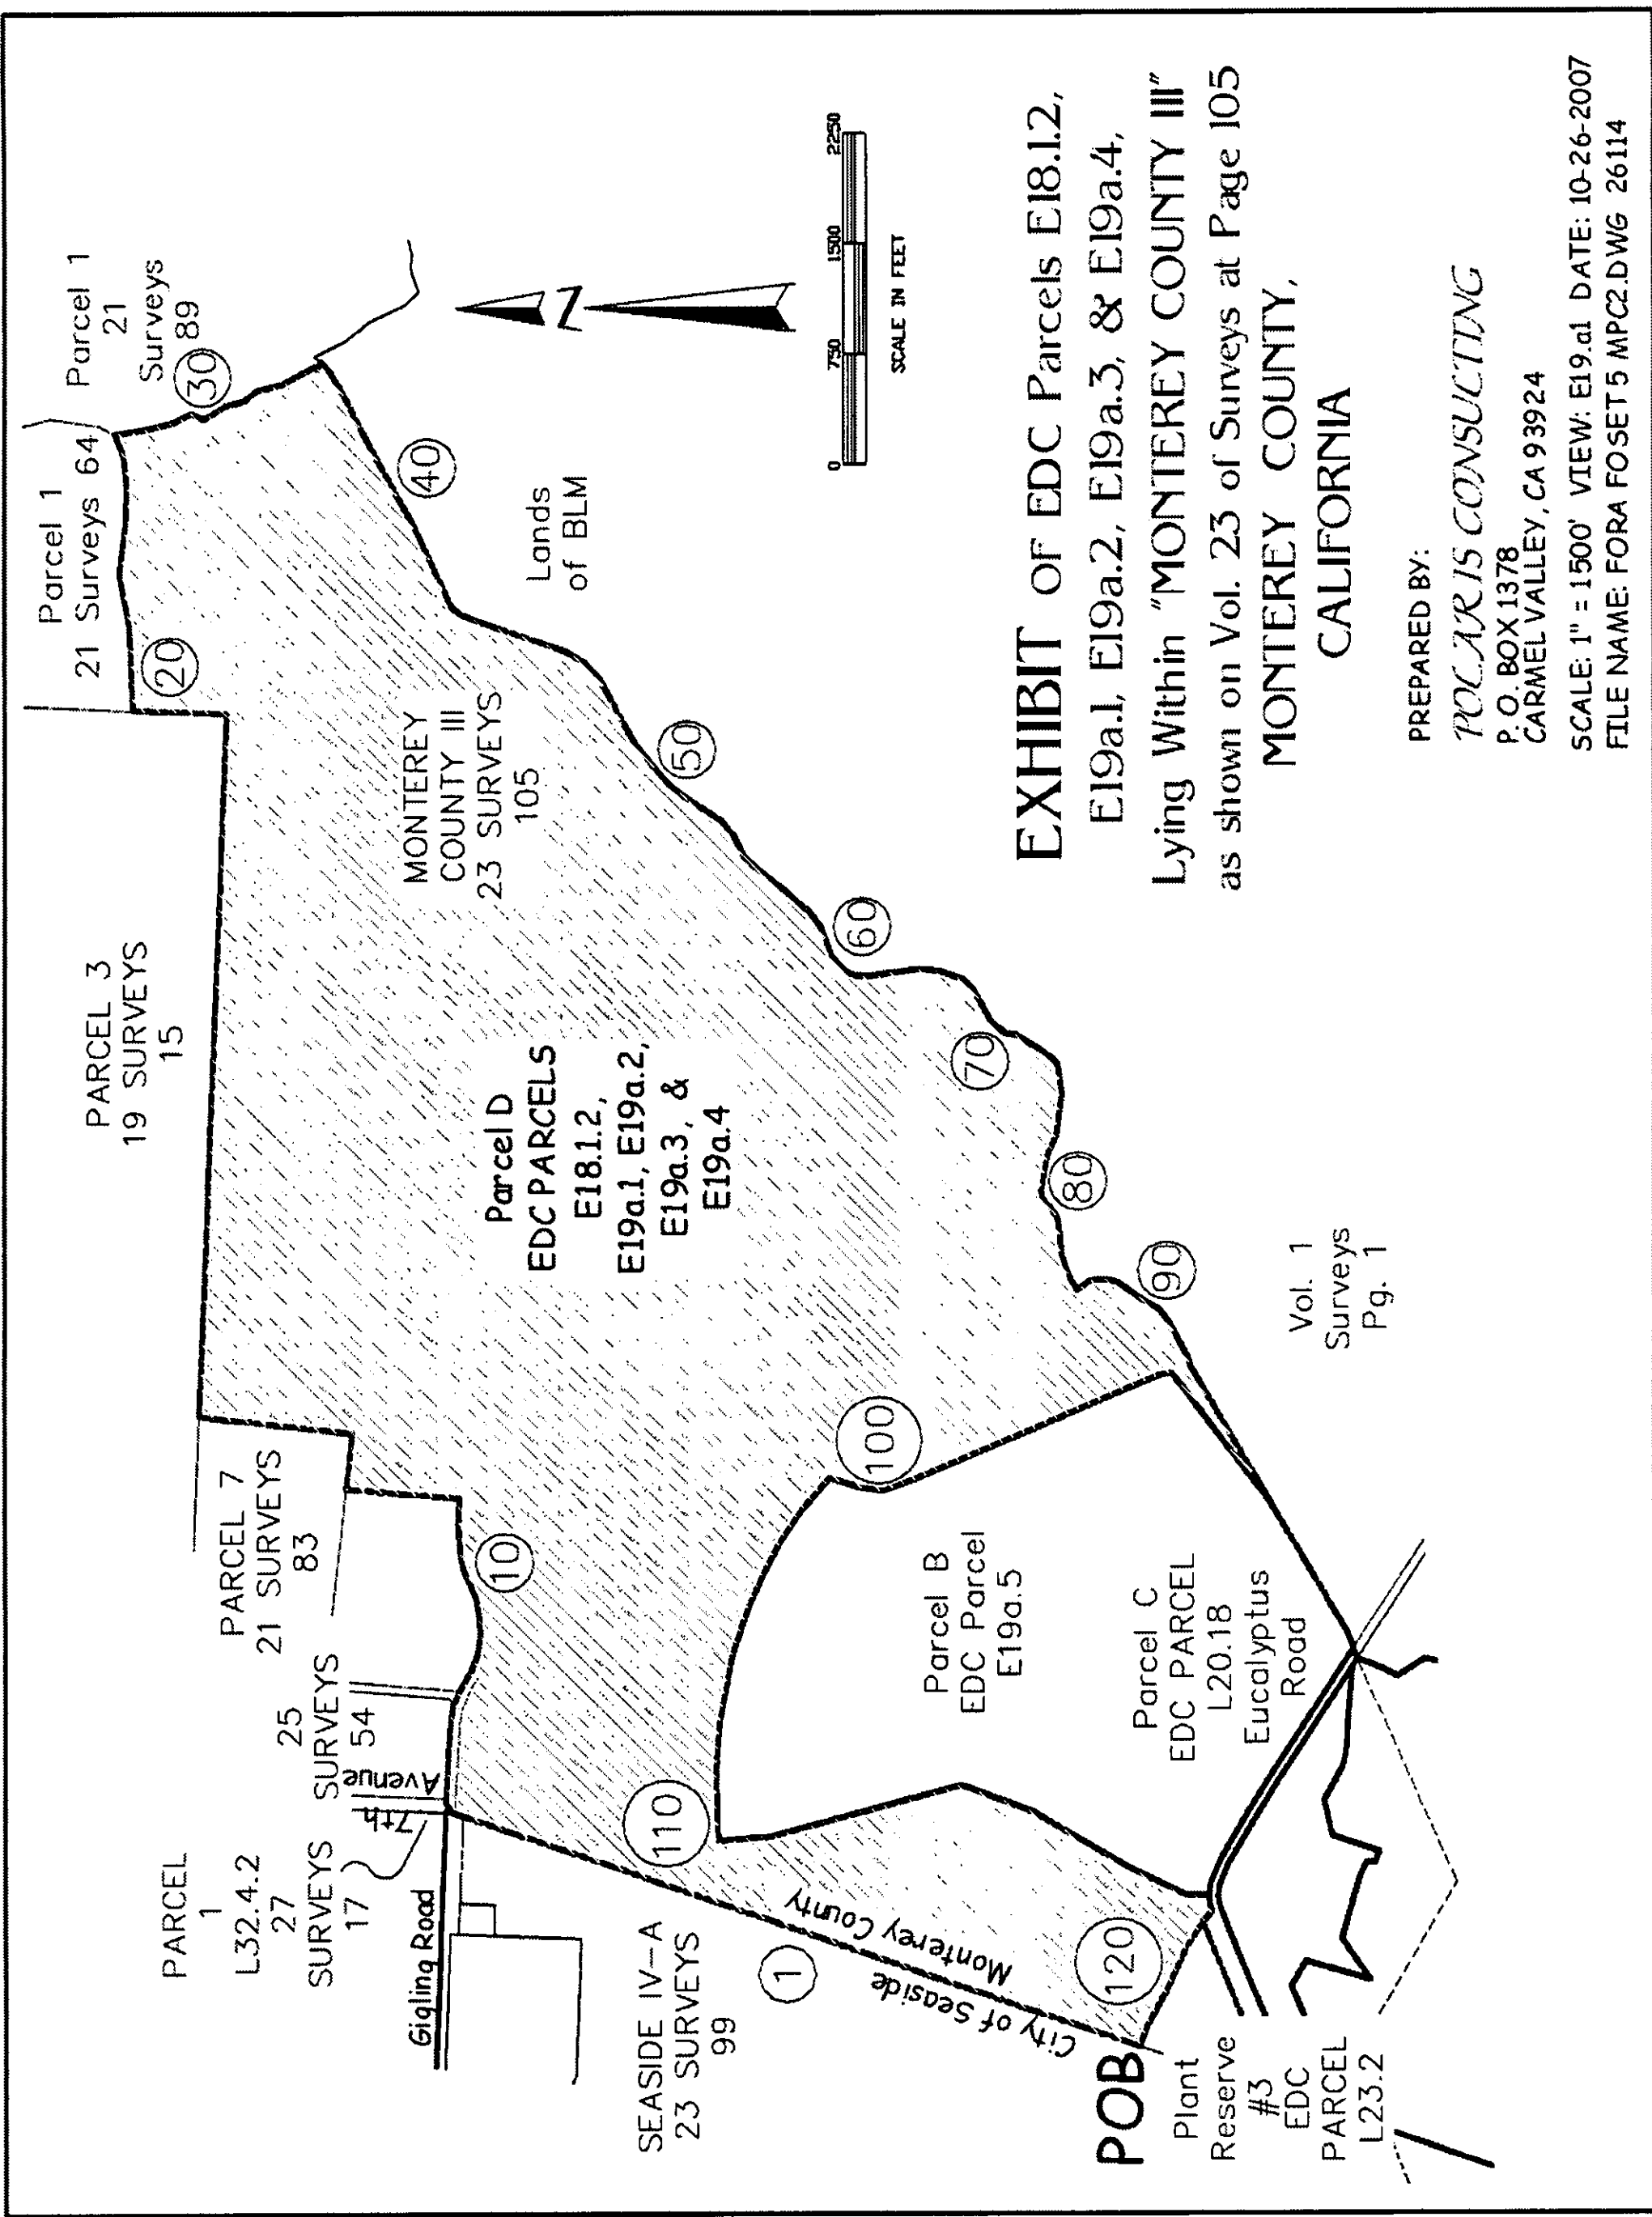 PARCEL
1
L32.4.2
27
SURVEYS
17
7th
Avenue
25
SURVEYS
54
PARCEL 7
21 SURVEYS
83
PARCEL 3
19 SURVEYS
15
Parcel 1
21 Surveys 64
Parcel 1
21
Surveys
89
Gigling Road
10
20
30
40
50
60
70
80
90
100
110
120
1
MONTEREY
COUNTY III
23 SURVEYS
105
Lands
of BLM
Parcel D
EDC PARCELS
E18.1.2,
E19a.1, E19a.2,
E19a.3, &
E19a.4
SEASIDE IV-A
23 SURVEYS
99
City of Seaside
Monterey County
Parcel B
EDC Parcel
E19a.5
Parcel C
EDC PARCEL
L20.18
Eucalyptus
Road
Vol. 1
Surveys
Pg. 1
POB
Plant
Reserve
#3
EDC
PARCEL
L23.2
N
0 750 1500 2250
SCALE IN FEET
EXHIBIT OF EDC Parcels E18.1.2,
E19a.1, E19a.2, E19a.3, & E19a.4,
Lying Within "MONTEREY COUNTY III"
as shown on Vol. 23 of Surveys at Page 105
MONTEREY COUNTY,
CALIFORNIA
PREPARED BY:
POLARIS CONSULTING
P.O. BOX 1378
CARMEL VALLEY, CA 93924
SCALE: 1" = 1500' VIEW: E19.a1 DATE: 10-26-2007
FILE NAME: FORA FOSET5 MPC2.DWG 26114